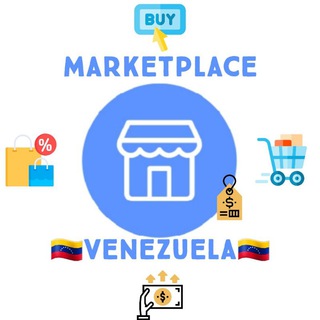 BUY
MARKETPLACE
%
$
🇻🇪VENEZUELA🇻🇪
$